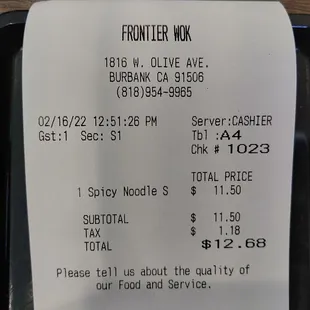 FRONTIER WOK
1816 W. OLIVE AVE.
BURBANK CA 91506
(818)954-9965
02/16/22 12:51:26 PM Server:CASHIER
Gst:1 Sec: S1 Tbl :A4
Chk # 1023
TOTAL PRICE
1 Spicy Noodle S $ 11.50
SUBTOTAL $ 11.50
TAX $ 1.18
TOTAL $12.68
Please tell us about the quality of
our Food and Service.